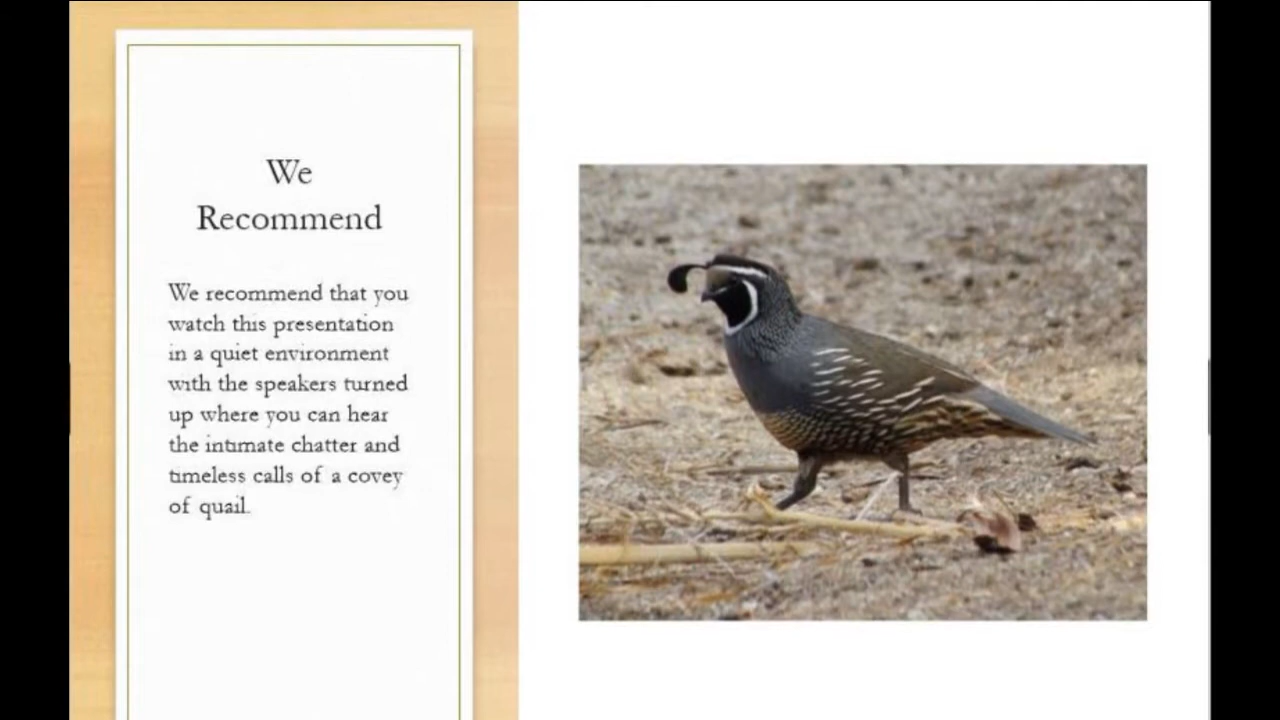 We
Recommend
We recommend that you
watch this presentation
in a quiet environment
with the speakers turned
up where you can hear
the intimate chatter and
timeless calls of a covey
of quail.